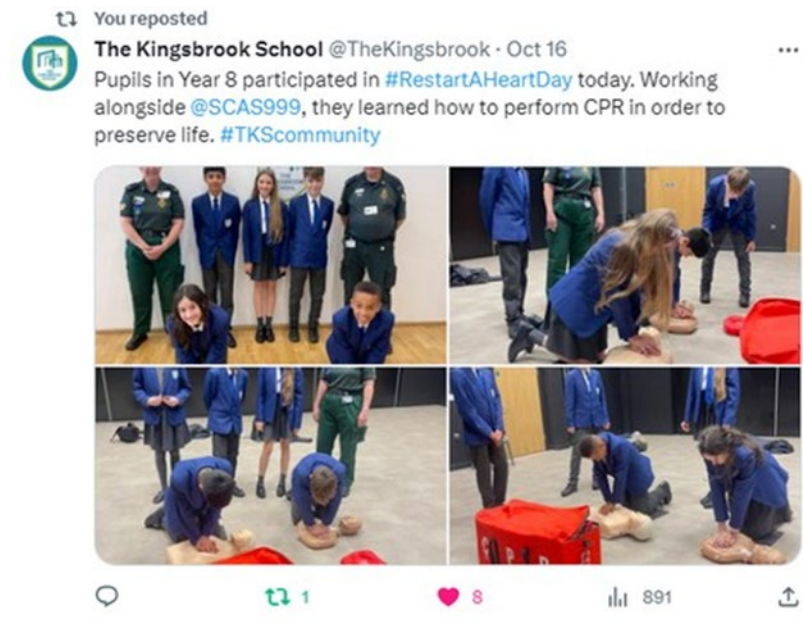 You reposted
The Kingsbrook School @TheKingsbrook · Oct 16
Pupils in Year 8 participated in #RestartAHeartDay today. Working
alongside @SCAS999, they learned how to perform CPR in order to
preserve life. #TKScommunity
1
8
891